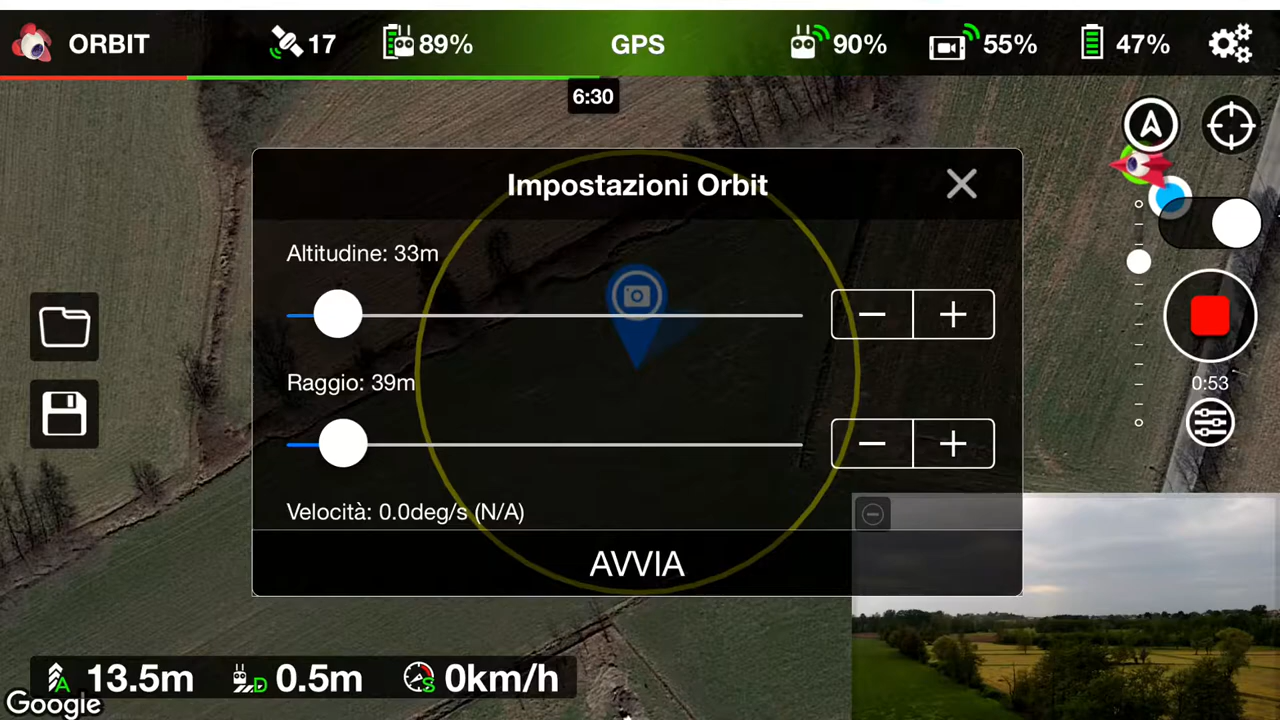 ORBIT 17 89% GPS 90% 55% 47%
6:30
Impostazioni Orbit
Altitudine: 33m
Raggio: 39m
0:53
Velocità: 0.0deg/s (N/A)
AVVIA
A 13.5m D 0.5m S 0km/h
Google